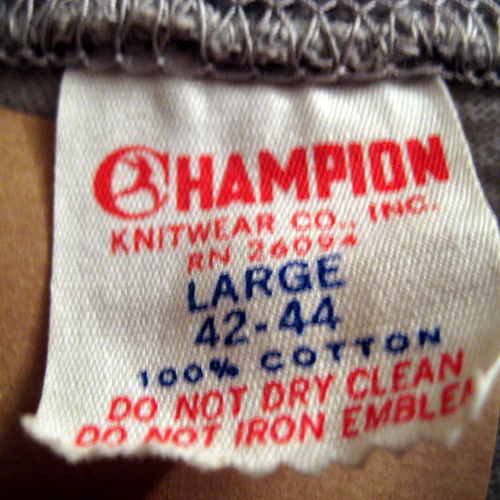 CHAMPION
KNITWEAR CO., INC.
RN 26094
LARGE
42-44
100% COTTON
DO NOT DRY CLEAN
DO NOT IRON EMBLEM